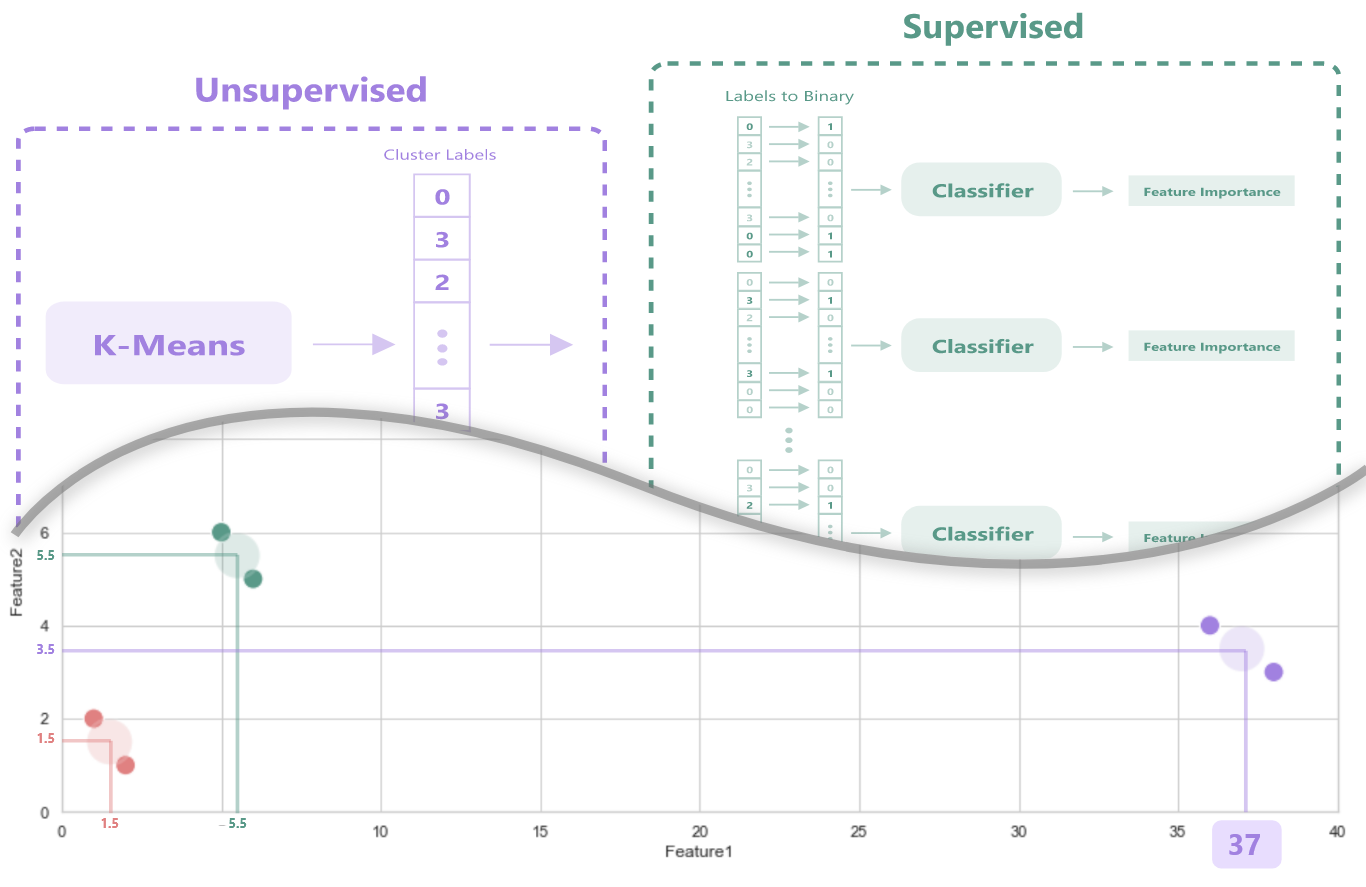 Supervised
Unsupervised
Labels to Binary
0 1
3 0
2 0
3 0
0 1
0 1
Classifier
Feature Importance
Cluster Labels
0
3
2
3
K-Means
0 0
3 1
2 0
3 1
0 0
0 0
Classifier
Feature Importance
0 0
3 0
2 1
Classifier
Feature
6
5.5
4
3.5
2
1.5
0
Feature2
1.5
5.5
0 10 15 20 25 30 35 40
37
Feature1